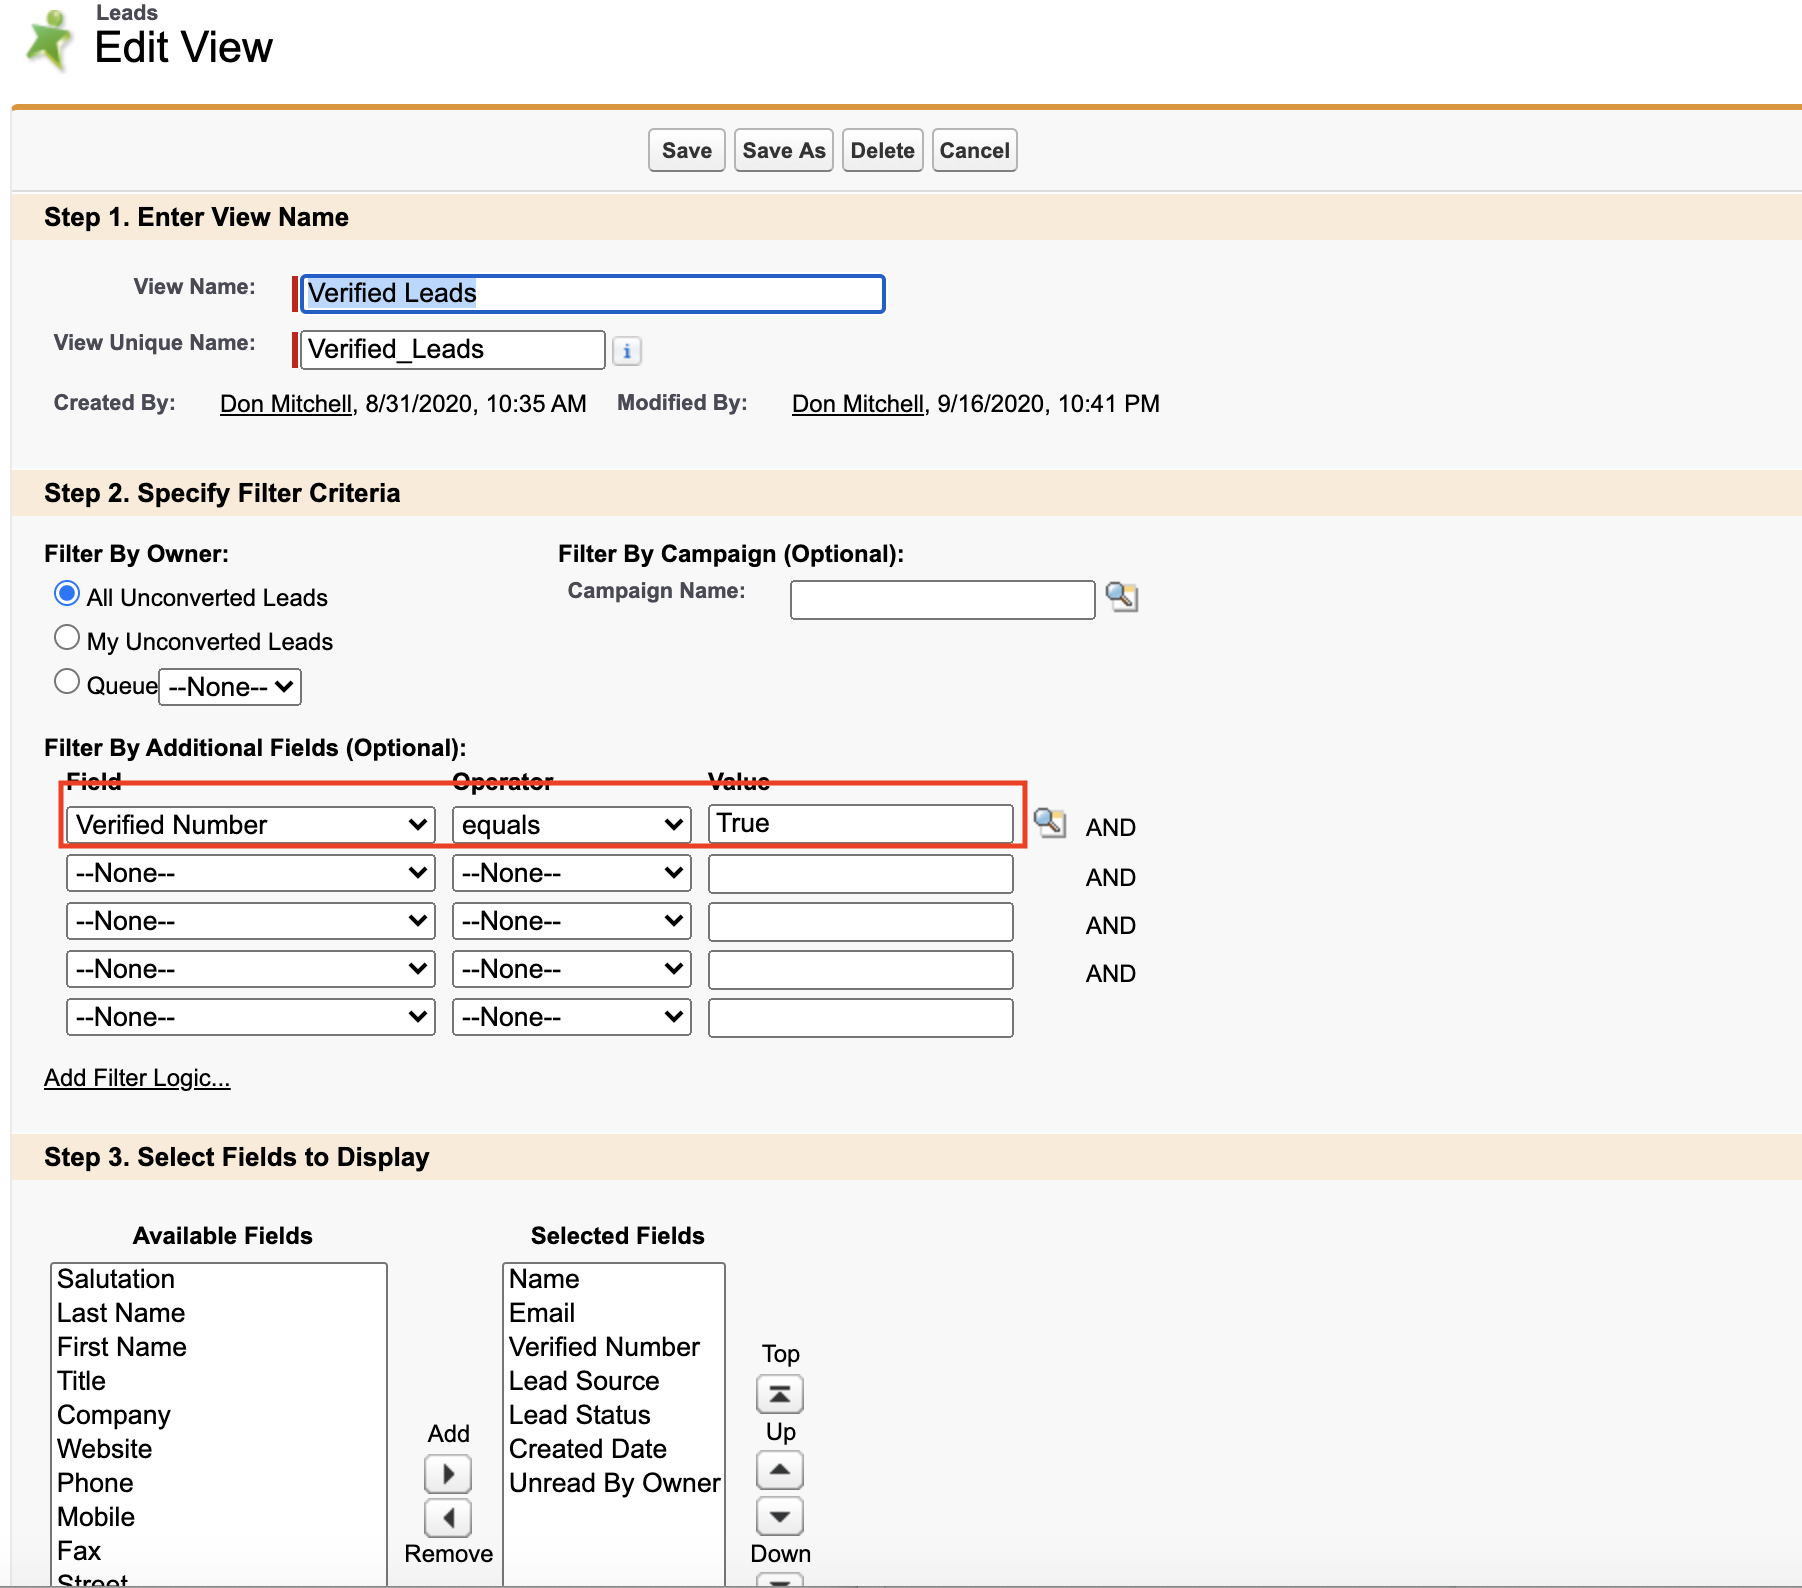 Leads
Edit View
Save Save As Delete Cancel
Step 1. Enter View Name
View Name: Verified Leads
View Unique Name: Verified_Leads i
Created By: Don Mitchell, 8/31/2020, 10:35 AM Modified By: Don Mitchell, 9/16/2020, 10:41 PM
Step 2. Specify Filter Criteria
Filter By Owner: Filter By Campaign (Optional):
All Unconverted Leads Campaign Name:
My Unconverted Leads
Queue --None--
Filter By Additional Fields (Optional):
Field Operator Value
Verified Number equals True AND
--None-- --None-- AND
--None-- --None-- AND
--None-- --None-- AND
--None-- --None--
Add Filter Logic...
Step 3. Select Fields to Display
Available Fields Selected Fields
Salutation Name
Last Name Email
First Name Verified Number Top
Title Lead Source
Company Lead Status Add Up
Website Created Date
Phone Unread By Owner
Mobile
Fax Remove Down
Street